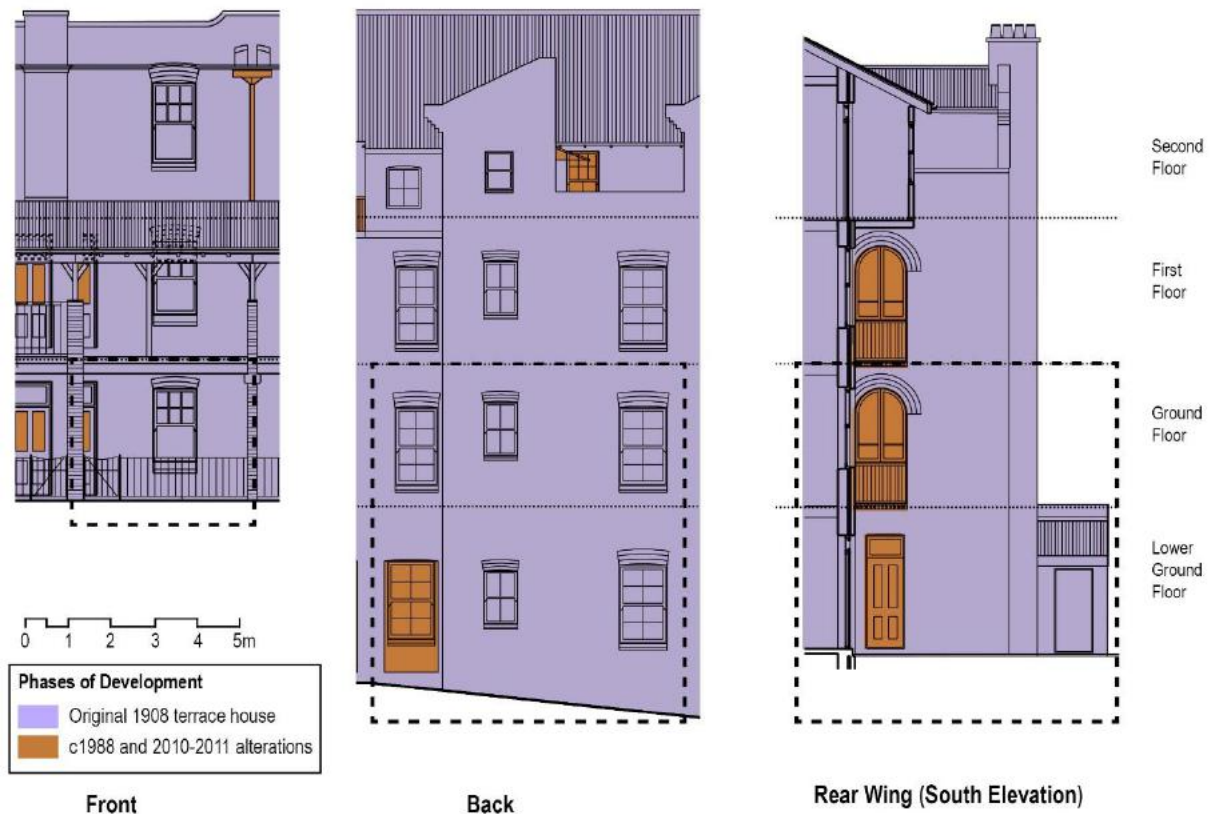 Second
Floor
First
Floor
Ground
Floor
Lower
Ground
Floor
0 1 2 3 4 5m
Phases of Development
Original 1908 terrace house
c1988 and 2010-2011 alterations
Front
Back
Rear Wing (South Elevation)